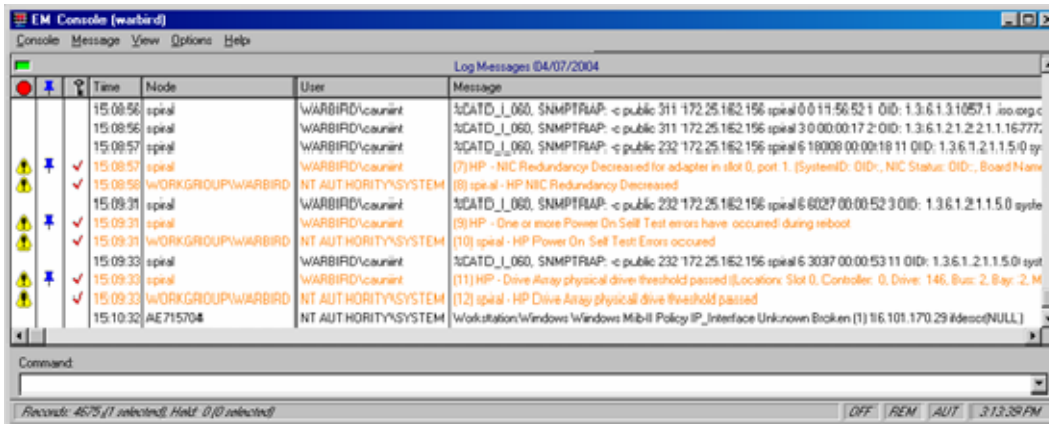 EM Console (warbird)
Console Message View Options Help
Log Messages 04/07/2004
Time Node User Message
15:08:56 spiral WARBIRD\caunint %CATD_I_060, SNMPTRAP: -c public 311 172.25.162.156 spiral 0 0 11:56:52 1 OID: 1.3.6.1.3.1057.1 .iso.org.
15:08:56 spiral WARBIRD\caunint %CATD_I_060, SNMPTRAP: -c public 311 172.25.162.156 spiral 3 0 00:00:17 2 OID: 1.3.6.1.2.1.2.2.1.1.16777
15:08:57 spiral WARBIRD\caunint %CATD_I_060, SNMPTRAP: -c public 232 172.25.162.156 spiral 6 18008 00:00:18 11 OID: 1.3.6.1.2.1.1.5.0
15:08:57 spiral WARBIRD\caunint (7) HP - NIC Redundancy Decreased for adapter in slot 0, port 1. (SystemID: OID:, NIC Status: OID:, Board Name
15:08:58 WORKGROUP\WARBIRD NT AUTHORITY\SYSTEM (8) spiral - HP NIC Redundancy Decreased
15:09:31 spiral WARBIRD\caunint %CATD_I_060, SNMPTRAP: -c public 232 172.25.162.156 spiral 6 6027 00:00:52 3 OID: 1.3.6.1.2.1.1.5.0 syste
15:09:31 spiral WARBIRD\caunint (9) HP - One or more Power On Self Test errors have occurred during reboot
15:09:31 WORKGROUP\WARBIRD NT AUTHORITY\SYSTEM (10) spiral - HP Power On Self Test Errors occured
15:09:33 spiral WARBIRD\caunint %CATD_I_060, SNMPTRAP: -c public 232 172.25.162.156 spiral 6 3037 00:00:53 11 OID: 1.3.6.1.2.1.1.5.0 syst
15:09:33 spiral WARBIRD\caunint (11) HP - Drive Array physical drive threshold passed (Location: Slot 0, Controller: 0, Drive: 146, Bus: 2, Bay: -2, M
15:09:33 WORKGROUP\WARBIRD NT AUTHORITY\SYSTEM (12) spiral - HP Drive Array physical drive threshold passed
15:10:32 AE715704 NT AUTHORITY\SYSTEM Workstation:Windows Windows Mib-II Policy IP_Interface Unknown Broken (1) 16.101.170.29 ifdescr(NULL)
Command:
Records: 4675 (1 selected), Held: 0 (0 selected) OFF REM AUT 3:13:39 PM